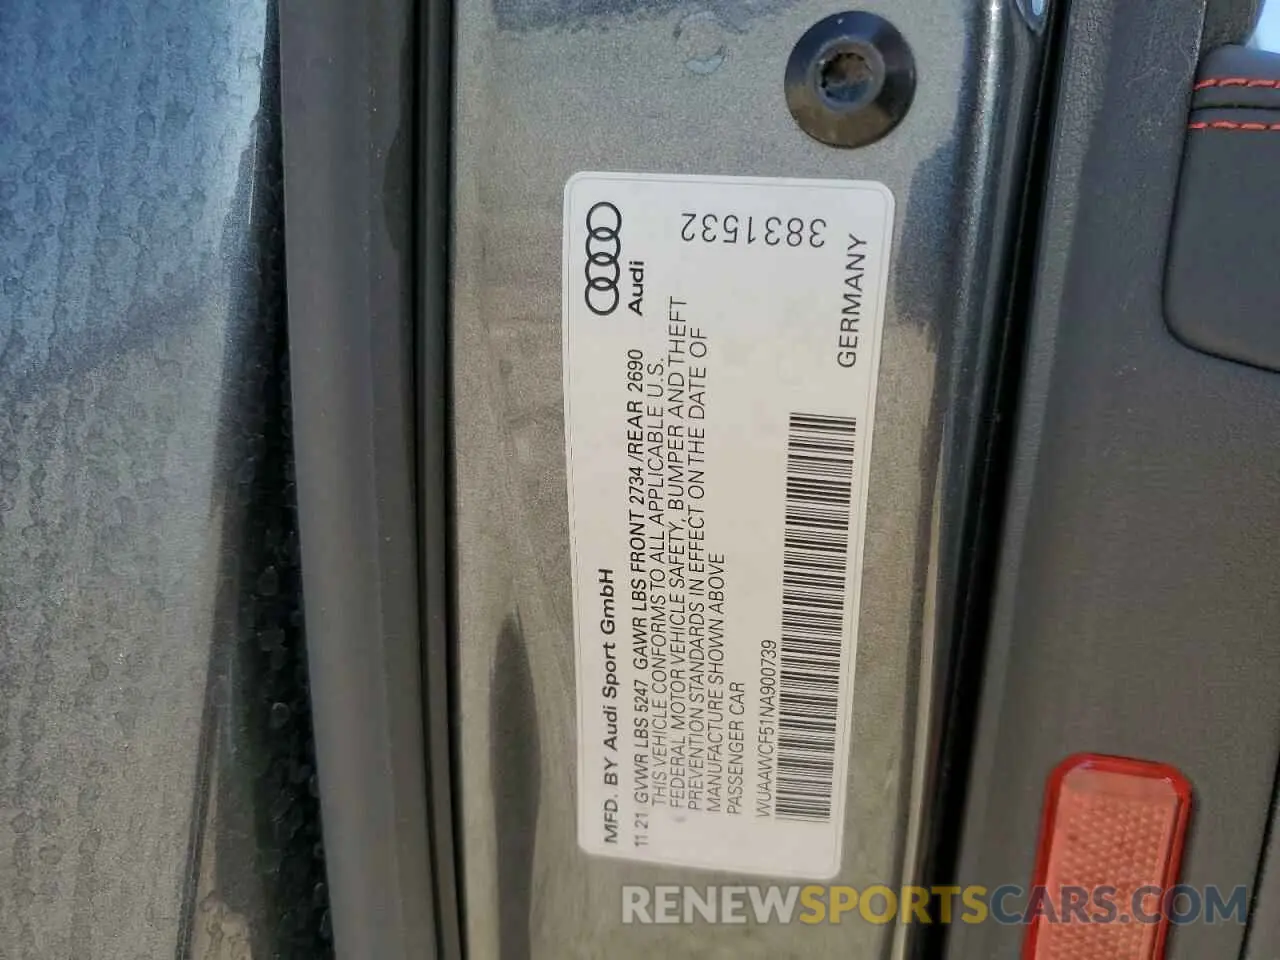 MFD. BY Audi Sport GmbH
Audi
11 21 GVWR LBS 5247 GAWR LBS FRONT 2734 /REAR 2690
THIS VEHICLE CONFORMS TO ALL APPLICABLE U.S.
FEDERAL MOTOR VEHICLE SAFETY, BUMPER AND THEFT
PREVENTION STANDARDS IN EFFECT ON THE DATE OF
MANUFACTURE SHOWN ABOVE
PASSENGER CAR
WUAAWCF51NA900739
3831532
GERMANY
RENEWSPORTSCARS.COM